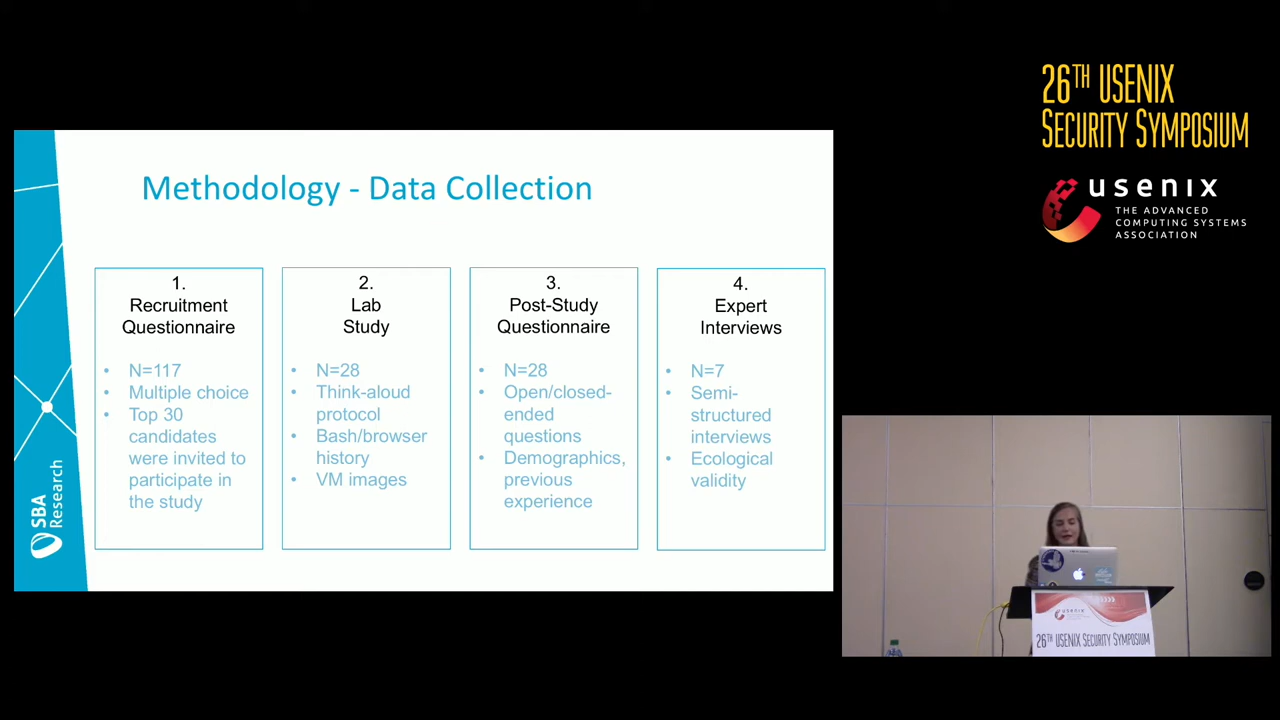 Methodology - Data Collection
1.
Recruitment
Questionnaire
• N=117
• Multiple choice
• Top 30
candidates
were invited to
participate in
the study
2.
Lab
Study
• N=28
• Think-aloud
protocol
• Bash/browser
history
• VM images
3.
Post-Study
Questionnaire
• N=28
• Open/closed-
ended
questions
• Demographics,
previous
experience
4.
Expert
Interviews
• N=7
• Semi-
structured
interviews
• Ecological
validity
SBA
Research
26TH USENIX
SECURITY SYMPOSIUM
usenix
THE ADVANCED
COMPUTING SYSTEMS
ASSOCIATION
usenix
26TH USENIX SECURITY SYMPOSIUM